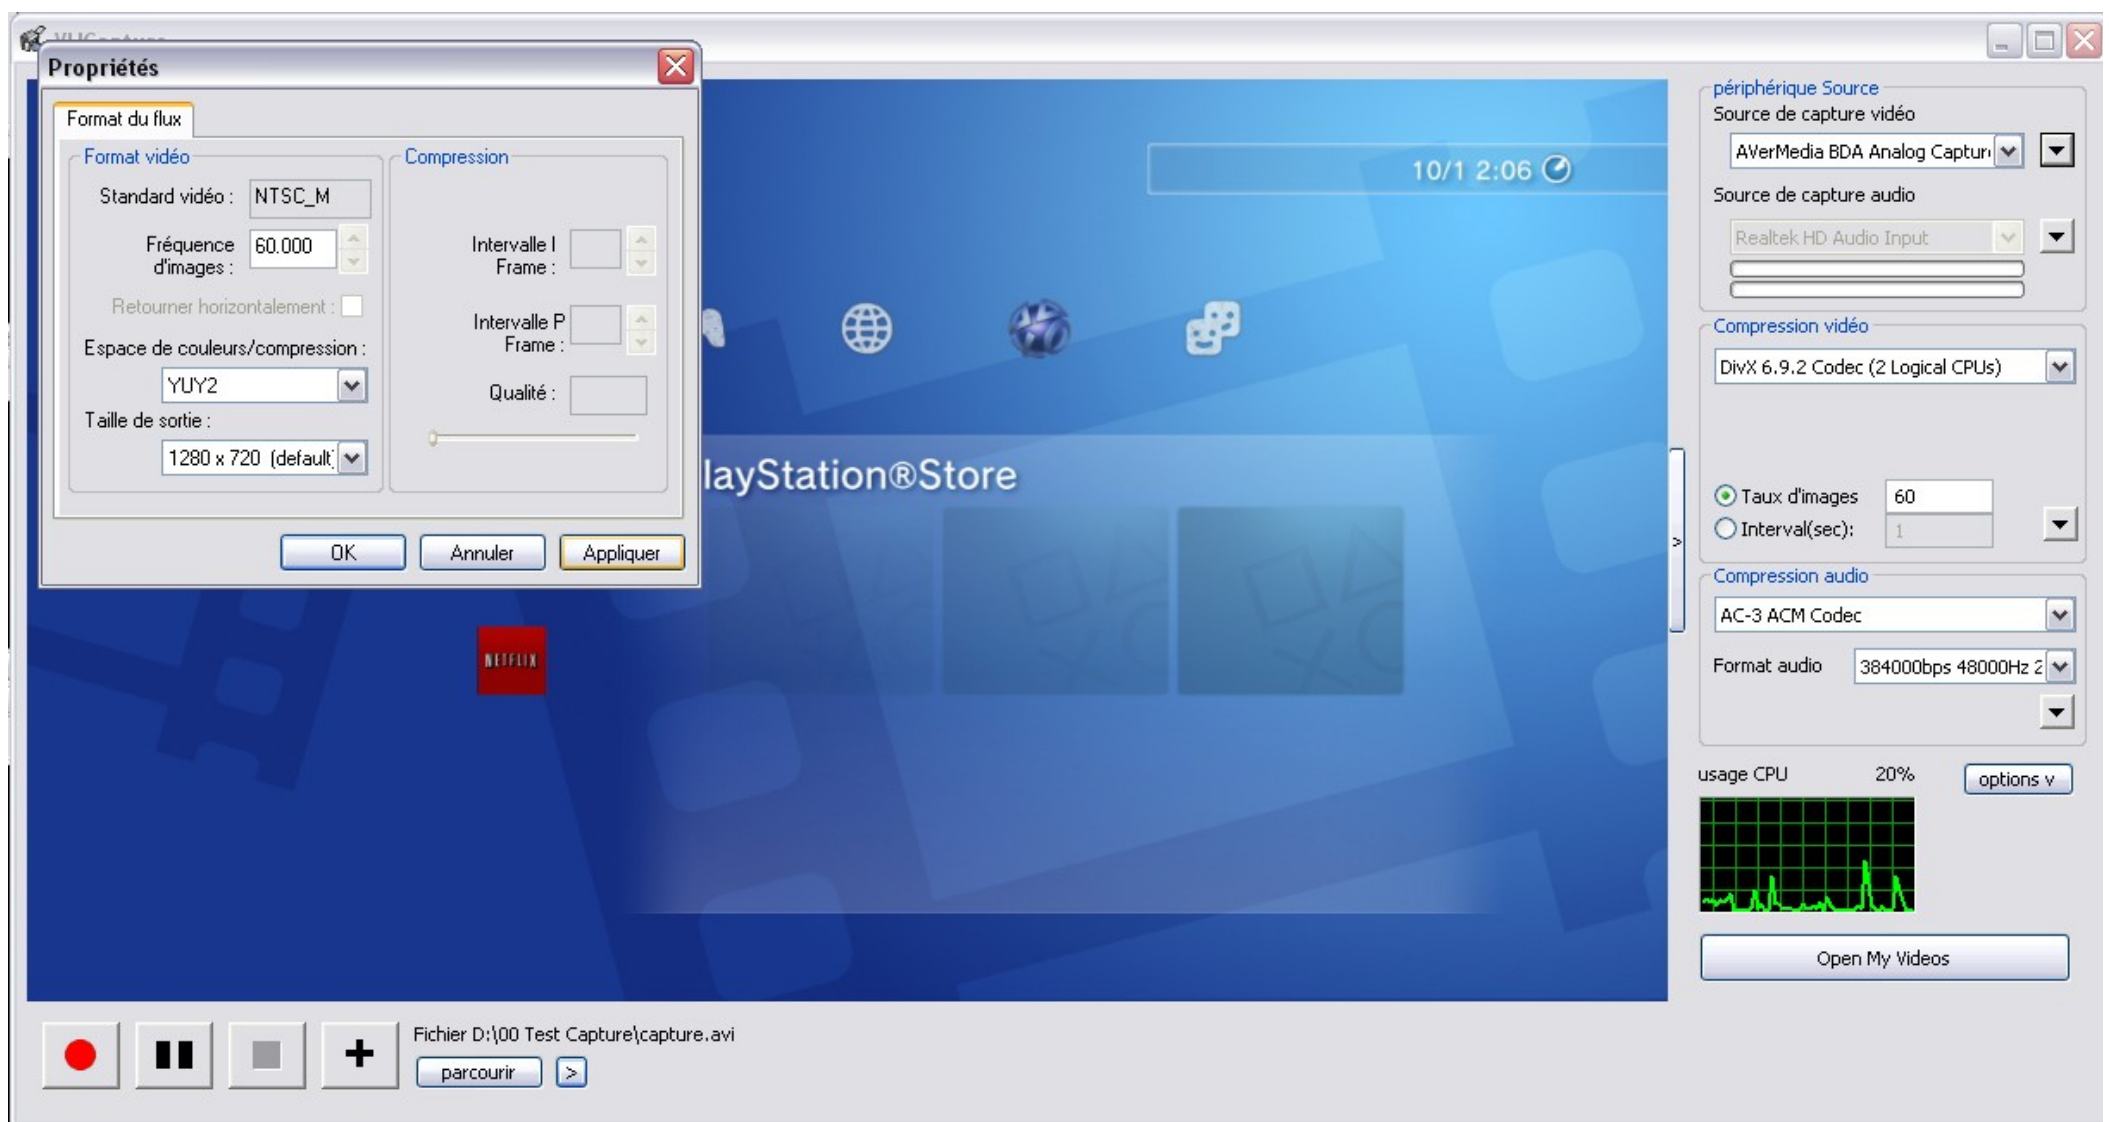 Propriétés
Format du flux
Format vidéo
Standard vidéo : NTSC_M
Fréquence
d'images : 60.000
Retourner horizontalement :
Espace de couleurs/compression :
YUY2
Taille de sortie :
1280 x 720 (default
Compression
Intervalle I
Frame :
Intervalle P
Frame :
Qualité :
OK
Annuler
Appliquer
10/1 2:06
layStation®Store
NETFLIX
périphérique Source
Source de capture vidéo
AVerMedia BDA Analog Captur
Source de capture audio
Realtek HD Audio Input
Compression vidéo
DivX 6.9.2 Codec (2 Logical CPUs)
Taux d'images 60
Interval(sec): 1
>
Compression audio
AC-3 ACM Codec
Format audio 384000bps 48000Hz 2
usage CPU 20% options v
Open My Videos
Fichier D:\00 Test Capture\capture.avi
parcourir >